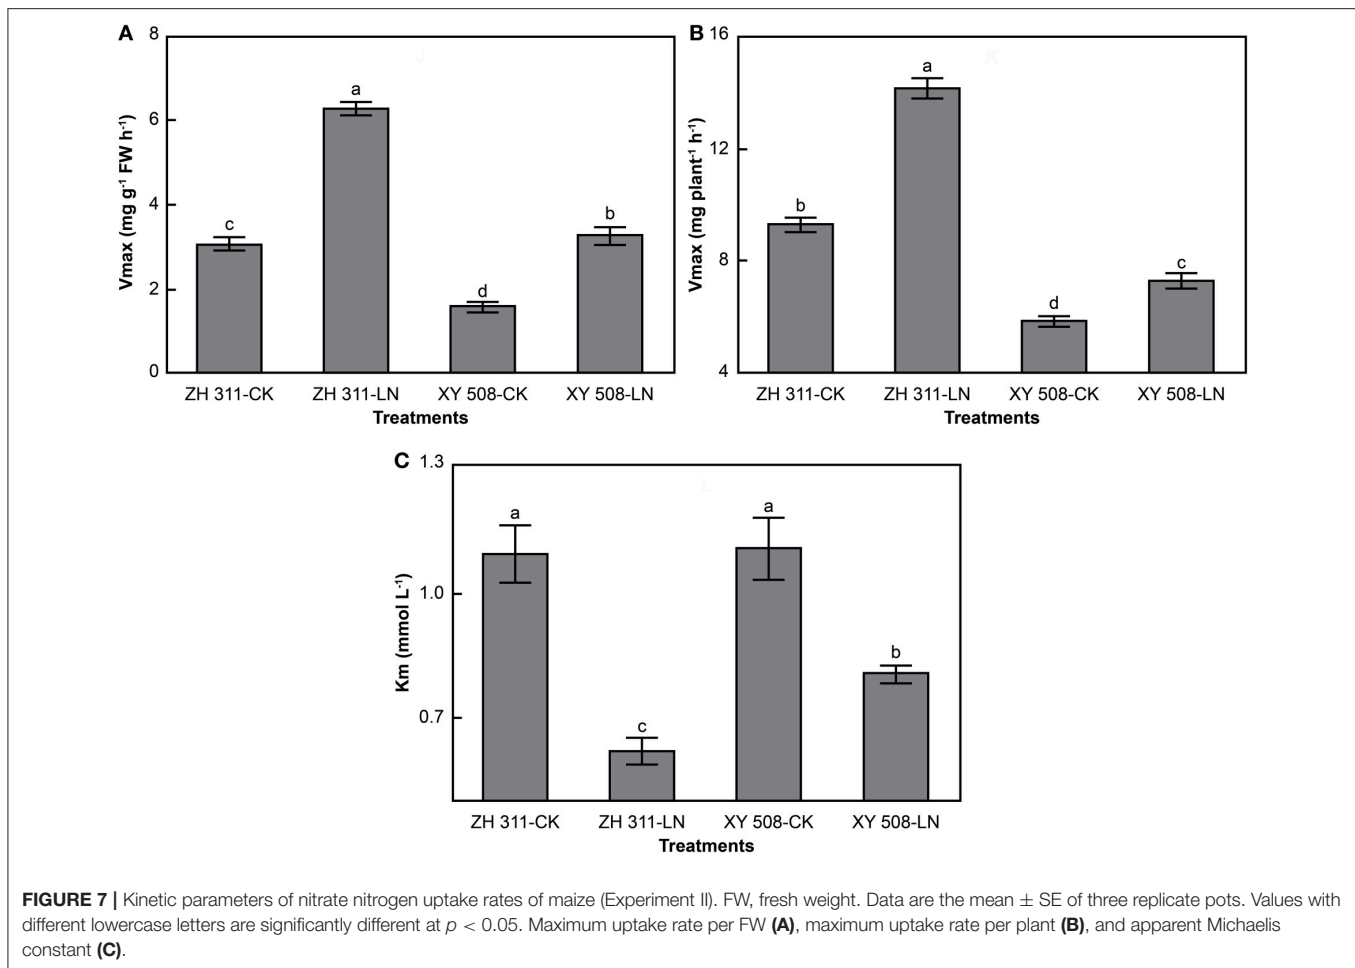 A
8
6
4
2
0
Vmax (mg g⁻¹ FW h⁻¹)
J
c
a
d
b
ZH 311-CK ZH 311-LN XY 508-CK XY 508-LN
Treatments
B
16
12
8
4
Vmax (mg plant⁻¹ h⁻¹)
K
b
a
d
c
ZH 311-CK ZH 311-LN XY 508-CK XY 508-LN
Treatments
C
1.3
1.0
0.7
Km (mmol L⁻¹)
L
a
c
a
b
ZH 311-CK ZH 311-LN XY 508-CK XY 508-LN
Treatments
FIGURE 7 | Kinetic parameters of nitrate nitrogen uptake rates of maize (Experiment II). FW, fresh weight. Data are the mean ± SE of three replicate pots. Values with
different lowercase letters are significantly different at p < 0.05. Maximum uptake rate per FW (A), maximum uptake rate per plant (B), and apparent Michaelis
constant (C).